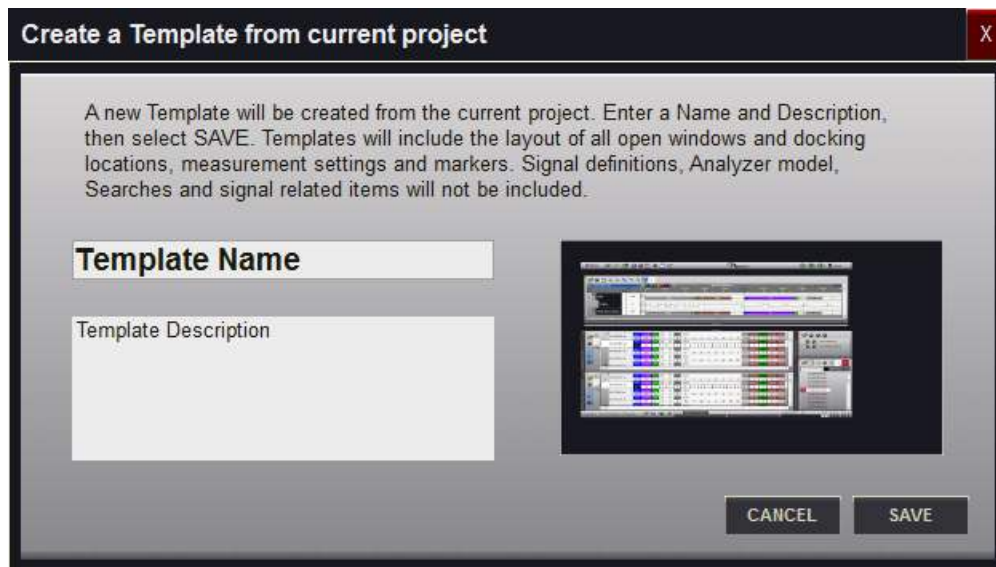 Create a Template from current project
X
A new Template will be created from the current project. Enter a Name and Description,
then select SAVE. Templates will include the layout of all open windows and docking
locations, measurement settings and markers. Signal definitions, Analyzer model,
Searches and signal related items will not be included.
Template Name
Template Description
CANCEL
SAVE